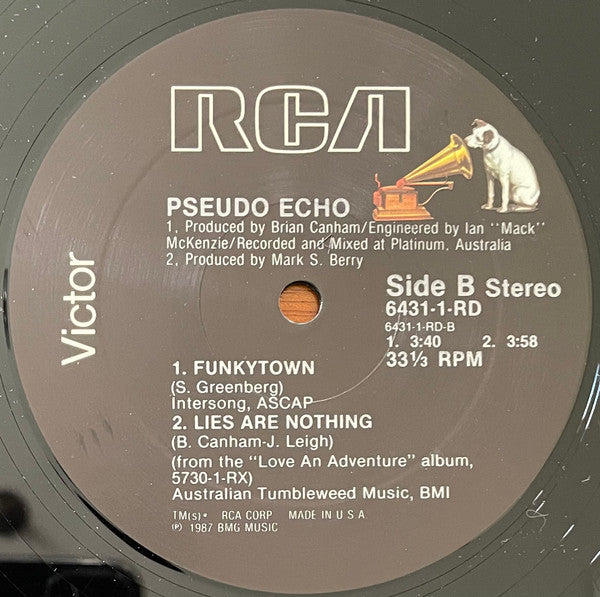 RCA
Victor
PSEUDO ECHO
1, Produced by Brian Canham/Engineered by Ian "Mack"
McKenzie/Recorded and Mixed at Platinum, Australia
2, Produced by Mark S. Berry
Side B Stereo
6431-1-RD
6431-1-RD-B
1. 3:40 2. 3:58
33⅓ RPM
1. FUNKYTOWN
(S. Greenberg)
Intersong, ASCAP
2. LIES ARE NOTHING
(B. Canham-J. Leigh)
(from the "Love An Adventure" album,
5730-1-RX)
Australian Tumbleweed Music, BMI
TM(s)® RCA CORP MADE IN U.S.A.
℗ 1987 BMG MUSIC